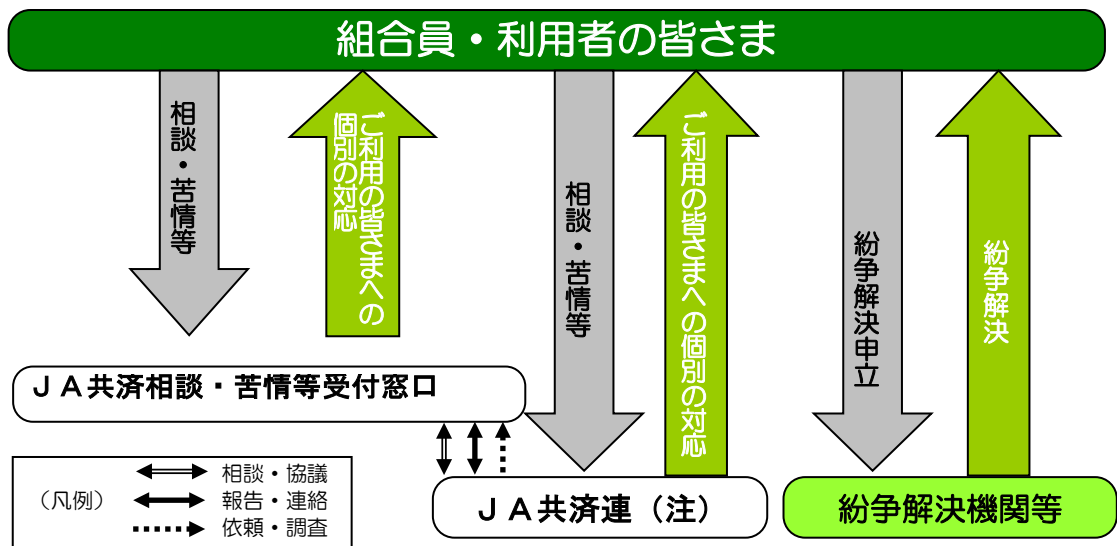 組合員・利用者の皆さま
相談・苦情等
ご利用の皆さまへの
個別の対応
相談・苦情等
ご利用の皆さまへの個別の対応
紛争解決申立
紛争解決
ＪＡ共済相談・苦情等受付窓口
（凡例）
相談・協議
報告・連絡
依頼・調査
ＪＡ共済連（注）
紛争解決機関等